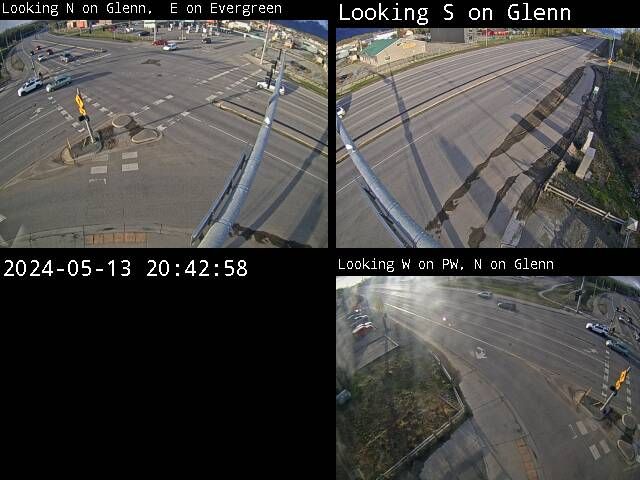 Looking N on Glenn,  E on Evergreen
Looking S on Glenn
2024-05-13 20:42:58
Looking W on PW, N on Glenn